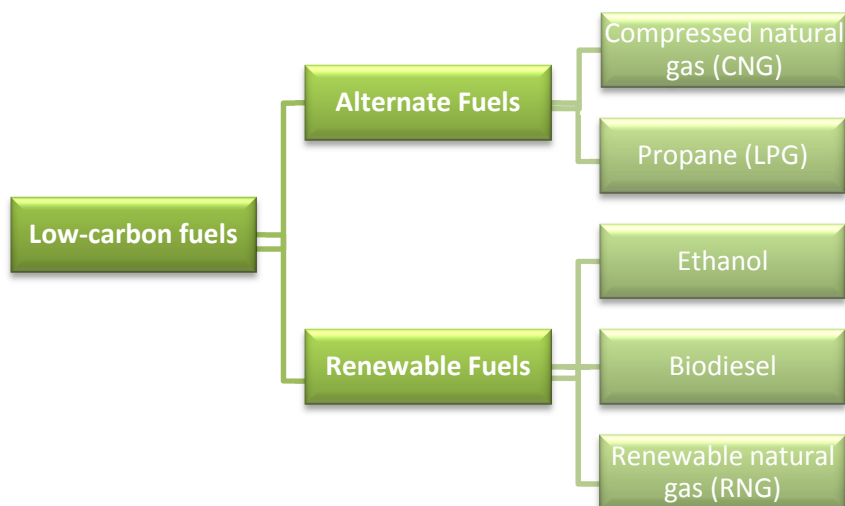 Low-carbon fuels
Alternate Fuels
Compressed natural
gas (CNG)
Propane (LPG)
Renewable Fuels
Ethanol
Biodiesel
Renewable natural
gas (RNG)